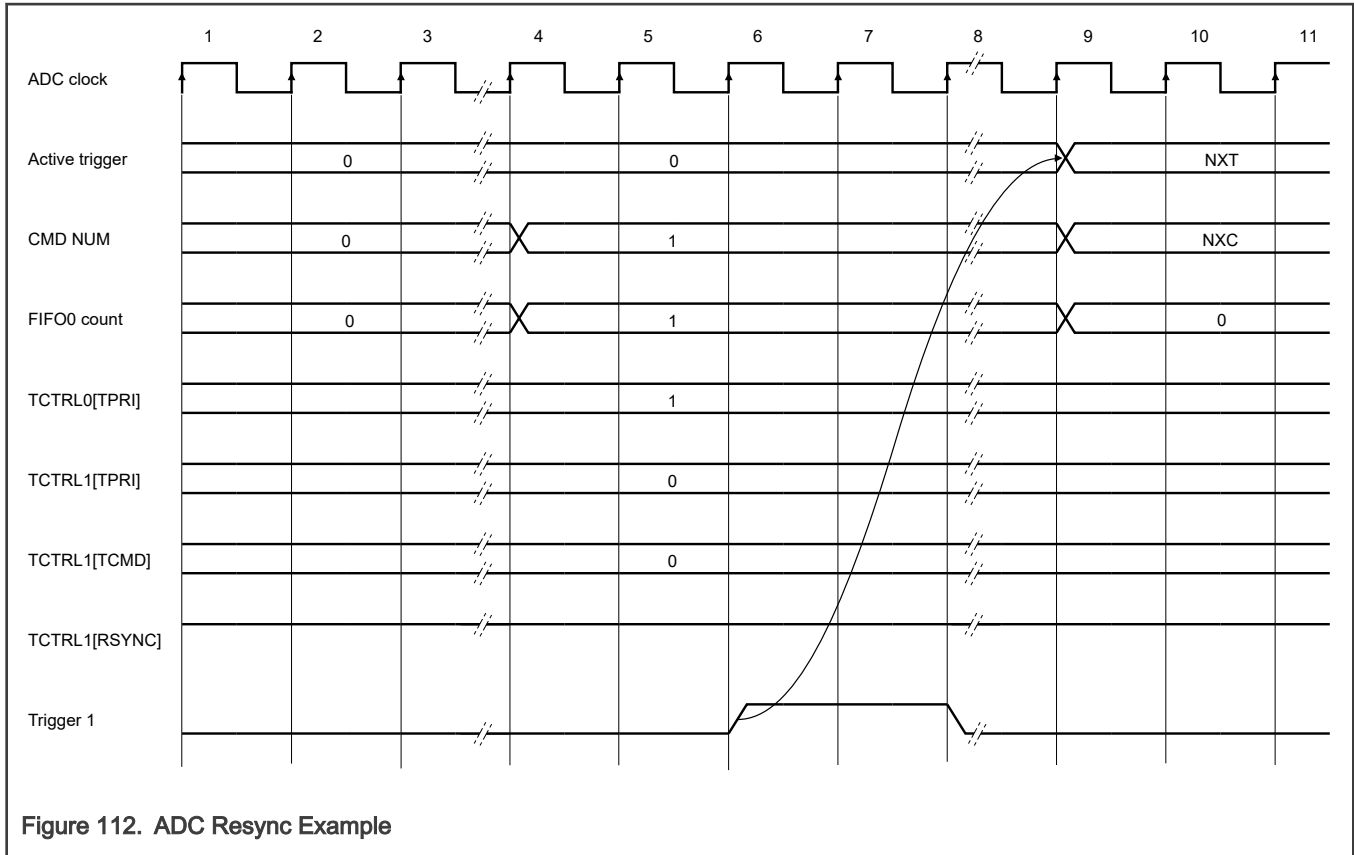 1 2 3 4 5 6 7 8 9 10 11
ADC clock
Active trigger 0 0 NXT
CMD NUM 0 1 NXC
FIFO0 count 0 1 0
TCTRL0[TPRI] 1
TCTRL1[TPRI] 0
TCTRL1[TCMD] 0
TCTRL1[RSYNC]
Trigger 1
Figure 112. ADC Resync Example